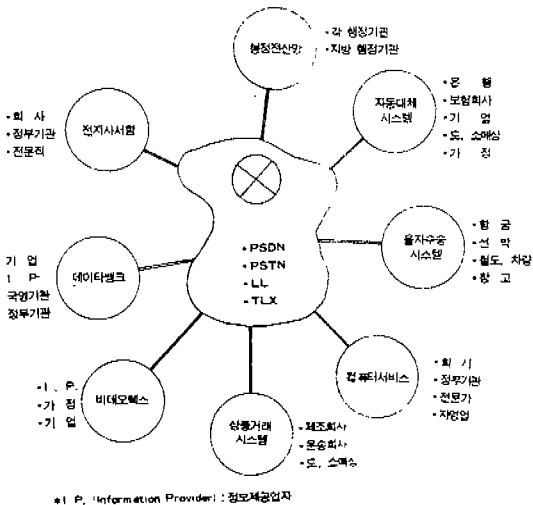 행정전산망
• 각 행정기관
• 지방 행정기관
자동대체
시스템
• 은 행
• 보험회사
• 기 업
• 도, 소매상
• 가 정
전자사서함
• 회 사
• 정부기관
• 전문직
• PSDN
• PSTN
• LL
• TLX
물자수송
시스템
• 항 공
• 선 박
• 철도, 차량
• 창 고
데이타뱅크
기 업
I P
국영기관
정부기관
컴퓨터서비스
• 회 사
• 정부기관
• 전문가
• 자영업
비데오텍스
• I. P.
• 가 정
• 기 업
상품거래
시스템
• 제조회사
• 운송회사
• 도, 소매상
*I P, (Information Provider) : 정보제공업자